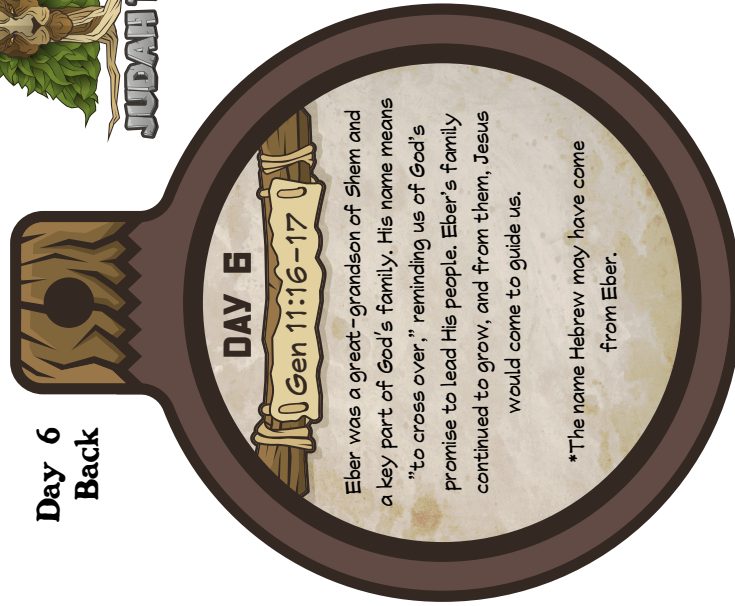 Day 6
Back
JUDAH
DAY 6
Gen 11:16-17
Eber was a great-grandson of Shem and
a key part of God's family. His name means
"to cross over," reminding us of God's
promise to lead His people. Eber's family
continued to grow, and from them, Jesus
would come to guide us.
*The name Hebrew may have come
from Eber.